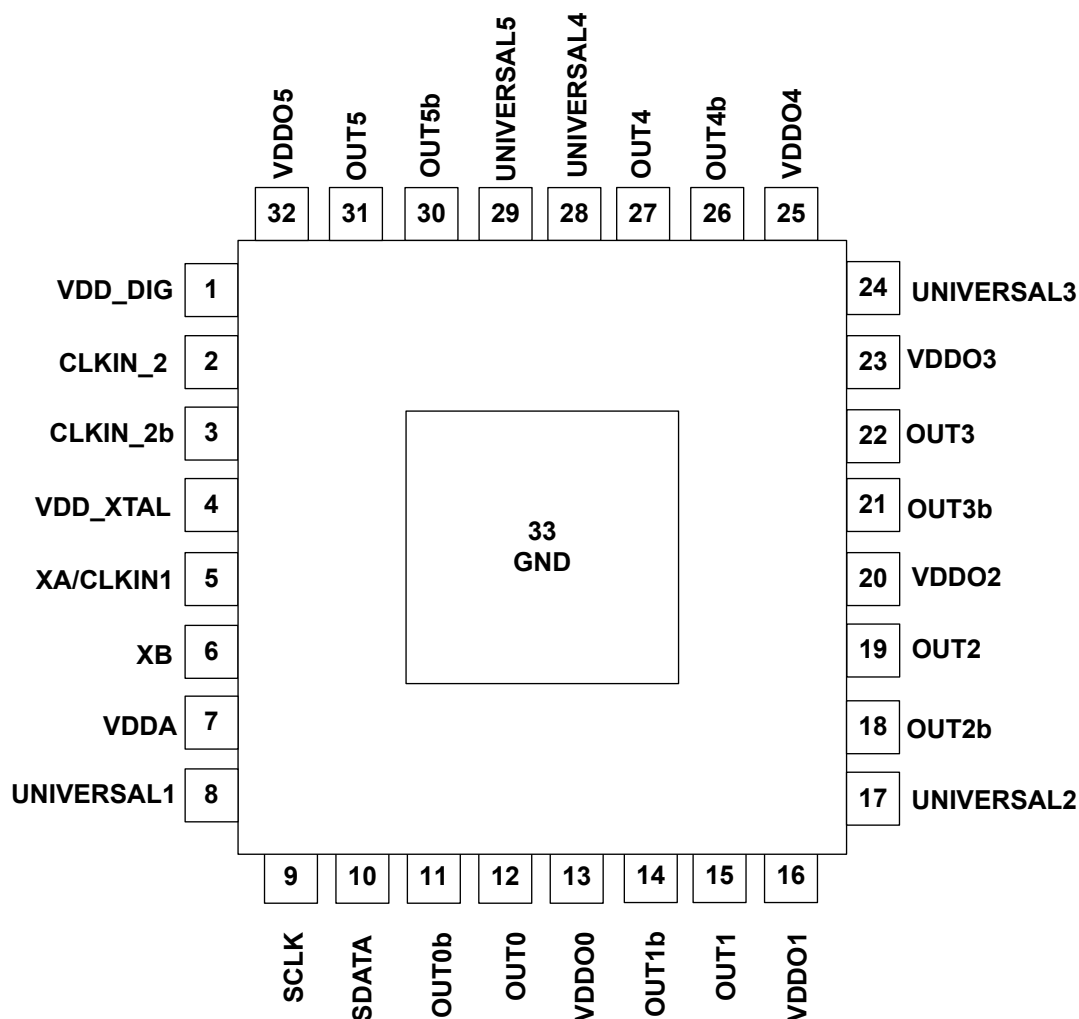 VDDO5
OUT5
OUT5b
UNIVERSAL5
UNIVERSAL4
OUT4
OUT4b
VDDO4
32
31
30
29
28
27
26
25
VDD_DIG 1
CLKIN_2 2
CLKIN_2b 3
VDD_XTAL 4
XA/CLKIN1 5
XB 6
VDDA 7
UNIVERSAL1 8
33
GND
24 UNIVERSAL3
23 VDDO3
22 OUT3
21 OUT3b
20 VDDO2
19 OUT2
18 OUT2b
17 UNIVERSAL2
9
10
11
12
13
14
15
16
SCLK
SDATA
OUT0b
OUT0
VDDO0
OUT1b
OUT1
VDDO1